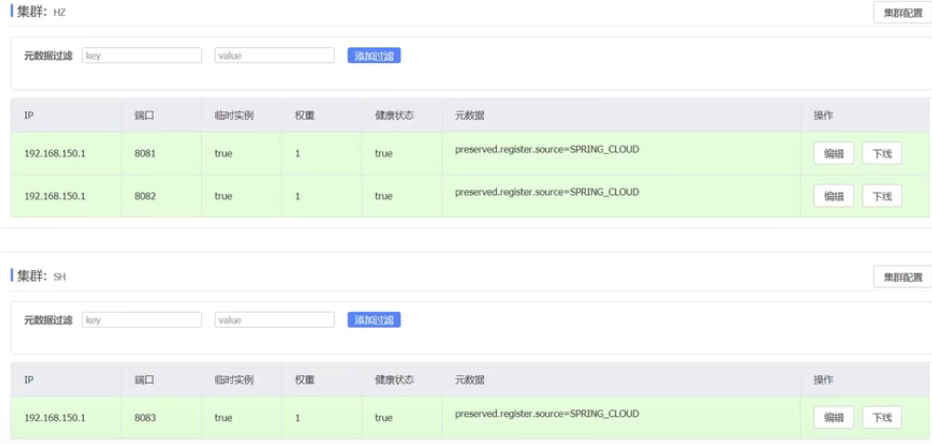 集群： HZ 集群配置
元数据过滤 key value 添加过滤
IP 端口 临时实例 权重 健康状态 元数据 操作
192.168.150.1 8081 true 1 true preserved.register.source=SPRING_CLOUD 编辑 下线
192.168.150.1 8082 true 1 true preserved.register.source=SPRING_CLOUD 编辑 下线
集群： SH 集群配置
元数据过滤 key value 添加过滤
IP 端口 临时实例 权重 健康状态 元数据 操作
192.168.150.1 8083 true 1 true preserved.register.source=SPRING_CLOUD 编辑 下线